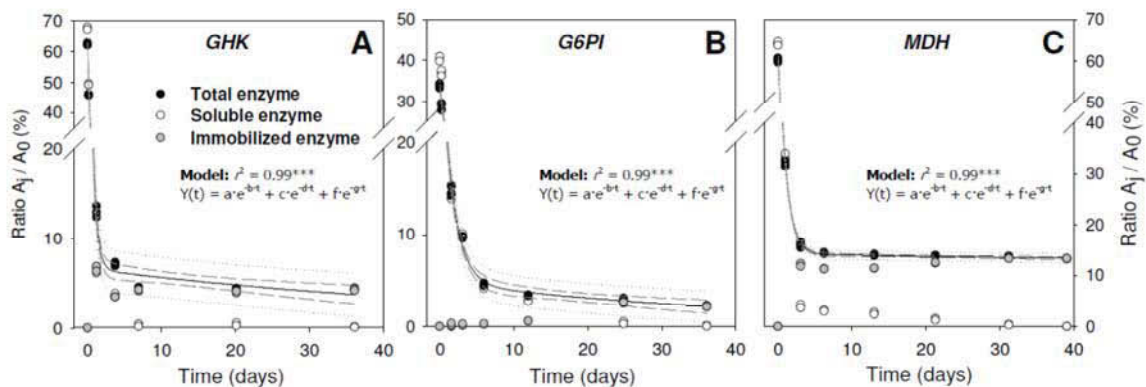 GHK
A
G6PI
B
MDH
C
Total enzyme
Soluble enzyme
Immobilized enzyme
Model: r² = 0.99***
Y(t) = a·e^-b·t + c·e^-d·t + f·e^-g·t
Model: r² = 0.99***
Y(t) = a·e^-b·t + c·e^-d·t + f·e^-g·t
Model: r² = 0.99***
Y(t) = a·e^-b·t + c·e^-d·t + f·e^-g·t
Ratio Aj / A0 (%)
70
60
50
40
20
10
5
0
50
40
30
20
10
0
70
60
50
40
30
20
10
0
Ratio Aj / A0 (%)
0 10 20 30 40
0 10 20 30 40
0 10 20 30 40
Time (days)
Time (days)
Time (days)